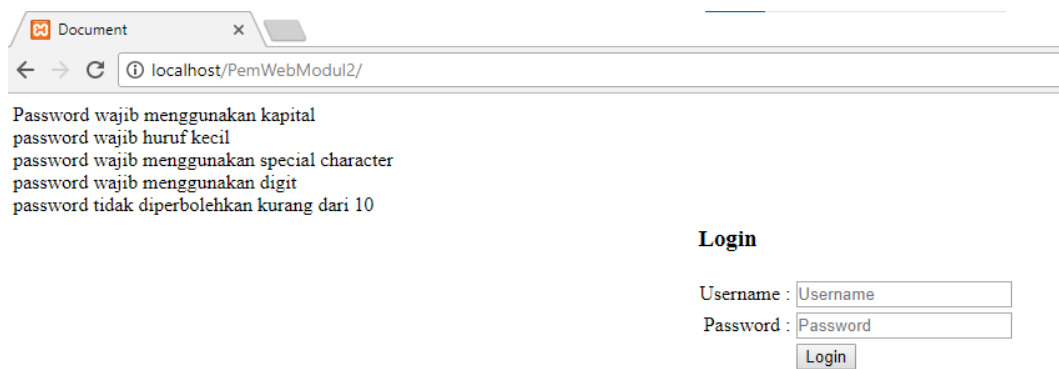 Document
localhost/PemWebModul2/
Password wajib menggunakan kapital
password wajib huruf kecil
password wajib menggunakan special character
password wajib menggunakan digit
password tidak diperbolehkan kurang dari 10
Login
Username : Username
Password : Password
Login